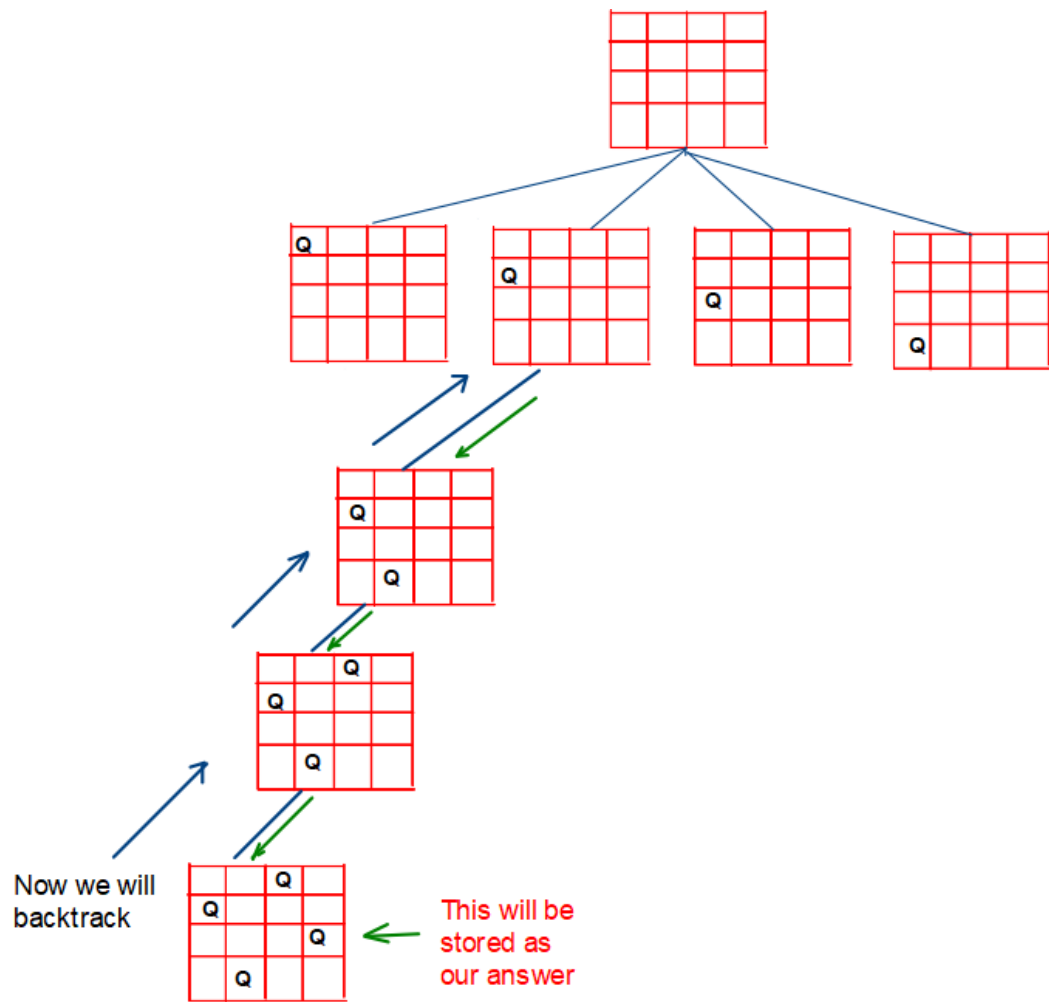 Q
Q
Q
Q
Q
Q
Q
Q
Q
Q
Q
Now we will
backtrack
Q
Q
This will be
stored as
our answer